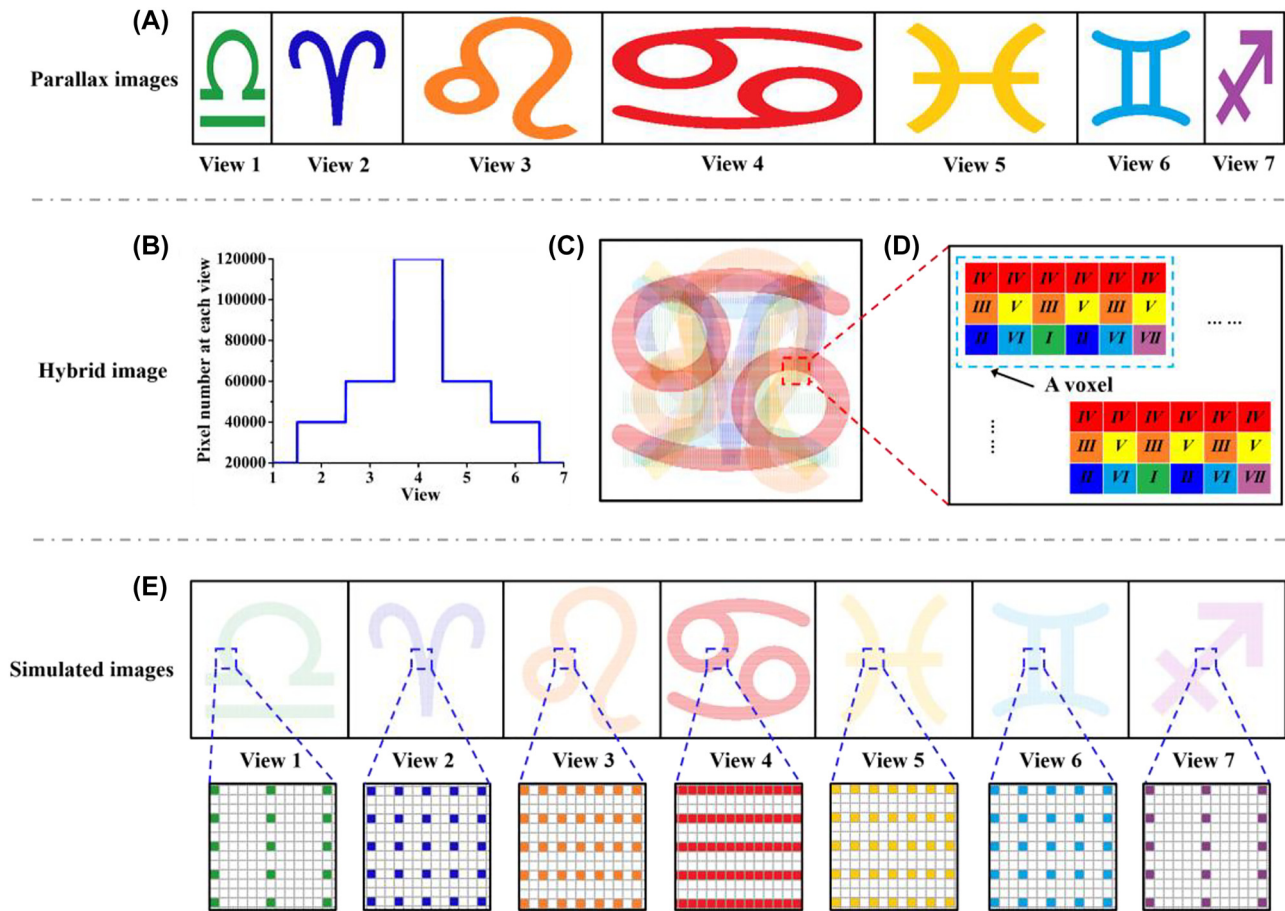 (A)
Parallax images
View 1 View 2 View 3 View 4 View 5 View 6 View 7
(B) (C) (D)
Hybrid image
Pixel number at each view
120000
100000
80000
60000
40000
20000
1 2 3 4 5 6 7
View
IV IV IV IV IV IV
III V III V III V
II VI I II VI VII
... ...
A voxel
... ...
IV IV IV IV IV IV
III V III V III V
II VI I II VI VII
(E)
Simulated images
View 1 View 2 View 3 View 4 View 5 View 6 View 7